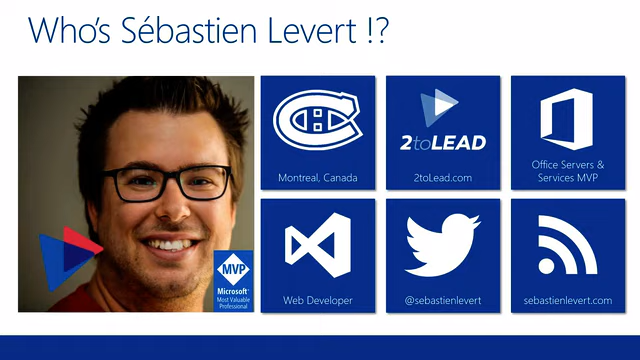 Who's Sébastien Levert !?
MVP
Microsoft®
Most Valuable
Professional
Montreal, Canada
2toLEAD
2toLead.com
Office Servers &
Services MVP
Web Developer
@sebastienlevert
sebastienlevert.com